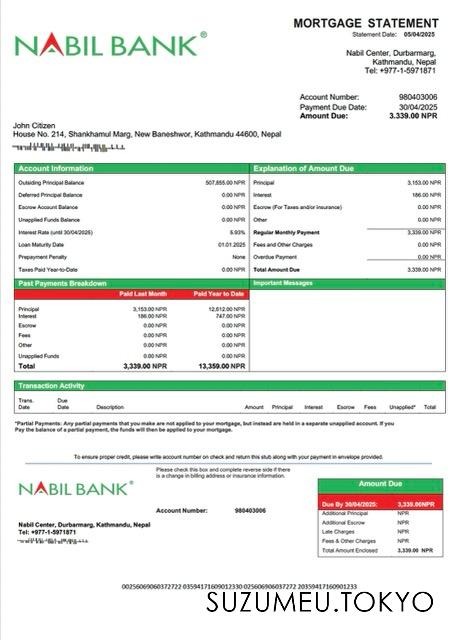 NABIL BANK®
MORTGAGE STATEMENT
Statement Date: 05/04/2025
Nabil Center, Durbarmarg,
Kathmandu, Nepal
Tel: +977-1-5971871
Account Number: 980403006
Payment Due Date: 30/04/2025
Amount Due: 3.339.00 NPR
John Citizen
House No. 214, Shankhamul Marg, New Baneshwor, Kathmandu 44600, Nepal
Account Information
Outsiding Principal Balance 507,855.00 NPR
Deferred Principal Balance 0.00 NPR
Escrow Account Balance 0.00 NPR
Unapplied Funds Balance 0.00 NPR
Interest Rate (until 30/04/2025) 5.93%
Loan Maturity Date 01.01.2025
Prepayment Penalty None
Taxes Paid Year-to-Date 0.00 NPR
Explanation of Amount Due
Principal 3,153.00 NPR
Interest 186.00 NPR
Escrow (For Taxes and/or insurance) 0.00 NPR
Other 0.00 NPR
Regular Monthly Payment 3,339.00 NPR
Fees and Other Charges 0.00 NPR
Overdue Payment 0.00 NPR
Total Amount Due 3,339.00 NPR
Past Payments Breakdown
Paid Last Month Paid Year to Date
Principal 3,153.00 NPR 12,612.00 NPR
Interest 186.00 NPR 747.00 NPR
Escrow 0.00 NPR 0.00 NPR
Fees 0.00 NPR 0.00 NPR
Other 0.00 NPR 0.00 NPR
Unapplied Funds 0.00 NPR 0.00 NPR
Total 3,339.00 NPR 13,359.00 NPR
Important Messages
Transaction Activity
Trans. Date Due Date Description Amount Principal Interest Escrow Fees Unapplied* Total
*Partial Payments: Any partial payments that you make are not applied to your mortgage, but instead are held in a separate unapplied account. If you
Pay the balance of a partial payment, the funds will then be applied to your mortgage.
To ensure proper credit, please write account number on check and return this stub along with your payment in envelope provided.
Please check this box and complete reverse side if there
is a change in billing address or insurance information.
NABIL BANK®
Account Number: 980403006
Nabil Center, Durbarmarg, Kathmandu, Nepal
Tel: +977-1-5971871
Amount Due
Due By 30/04/2025: 3,339.00NPR
Additional Principal NPR
Additional Escrow NPR
Late Charges NPR
Fees & Other Charges NPR
Total Amount Enclosed 3,339.00 NPR
SUZUMEU.TOKYO